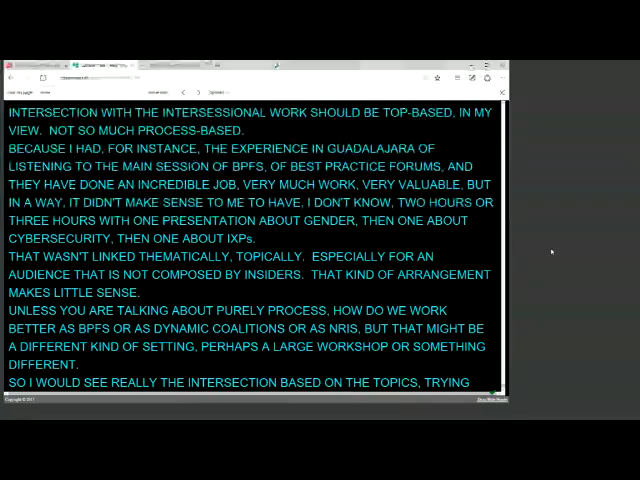 INTERSECTION WITH THE INTERSESSIONAL WORK SHOULD BE TOP-BASED, IN MY
VIEW.  NOT SO MUCH PROCESS-BASED.
BECAUSE I HAD, FOR INSTANCE, THE EXPERIENCE IN GUADALAJARA OF
LISTENING TO THE MAIN SESSION OF BPFS, OF BEST PRACTICE FORUMS, AND
THEY HAVE DONE AN INCREDIBLE JOB, VERY MUCH WORK, VERY VALUABLE, BUT
IN A WAY, IT DIDN'T MAKE SENSE TO ME TO HAVE, I DON'T KNOW, TWO HOURS OR
THREE HOURS WITH ONE PRESENTATION ABOUT GENDER, THEN ONE ABOUT
CYBERSECURITY, THEN ONE ABOUT IXPs.
THAT WASN'T LINKED THEMATICALLY, TOPICALLY.  ESPECIALLY FOR AN
AUDIENCE THAT IS NOT COMPOSED BY INSIDERS.  THAT KIND OF ARRANGEMENT
MAKES LITTLE SENSE.
UNLESS YOU ARE TALKING ABOUT PURELY PROCESS, HOW DO WE WORK
BETTER AS BPFS OR AS DYNAMIC COALITIONS OR AS NRIS, BUT THAT MIGHT BE
A DIFFERENT KIND OF SETTING, PERHAPS A LARGE WORKSHOP OR SOMETHING
DIFFERENT.
SO I WOULD SEE REALLY THE INTERSECTION BASED ON THE TOPICS, TRYING
Copyright © 2017